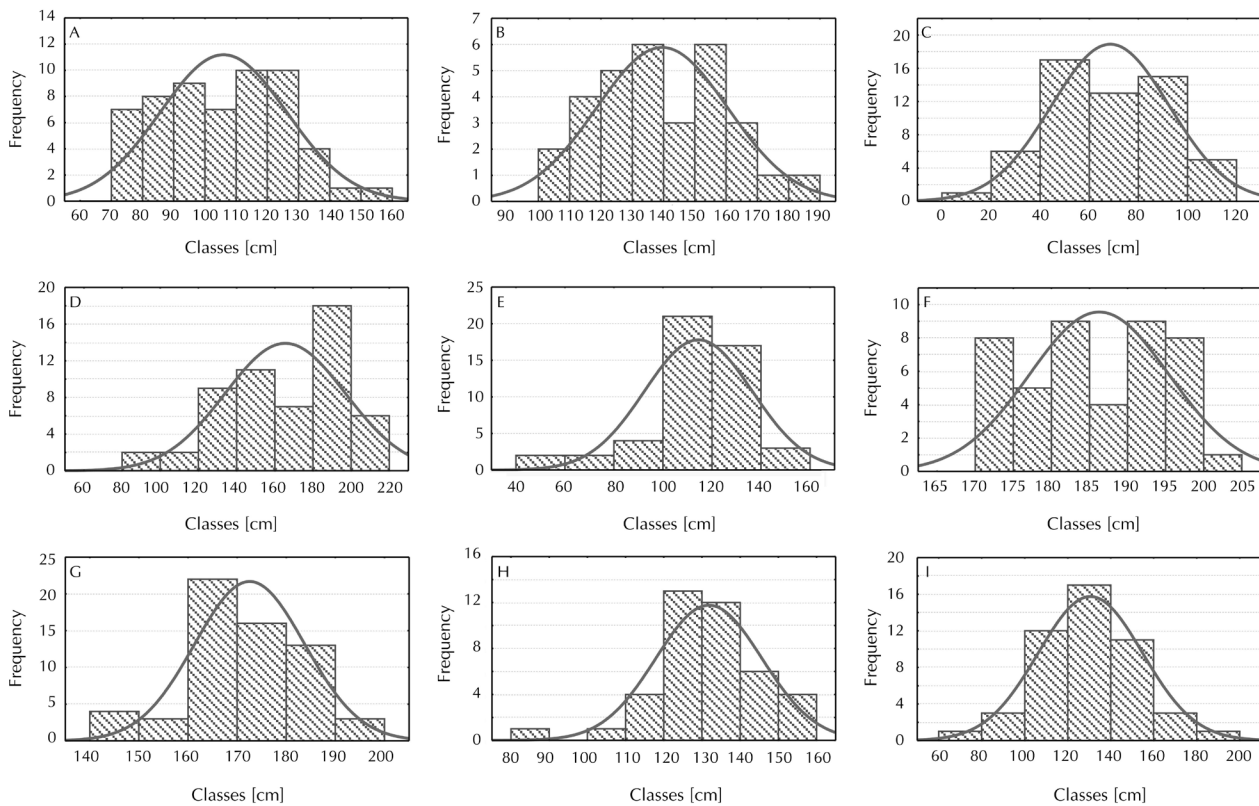 A
Frequency
14
12
10
8
6
4
2
0
60 70 80 90 100 110 120 130 140 150 160
Classes [cm]
B
Frequency
7
6
5
4
3
2
1
0
90 100 110 120 130 140 150 160 170 180 190
Classes [cm]
C
Frequency
20
16
12
8
4
0
0 20 40 60 80 100 120
Classes [cm]
D
Frequency
20
16
12
8
4
0
60 80 100 120 140 160 180 200 220
Classes [cm]
E
Frequency
25
20
15
10
5
0
40 60 80 100 120 140 160
Classes [cm]
F
Frequency
10
8
6
4
2
0
165 170 175 180 185 190 195 200 205
Classes [cm]
G
Frequency
25
20
15
10
5
0
140 150 160 170 180 190 200
Classes [cm]
H
Frequency
16
12
8
4
0
80 90 100 110 120 130 140 150 160
Classes [cm]
I
Frequency
20
16
12
8
4
0
60 80 100 120 140 160 180 200
Classes [cm]